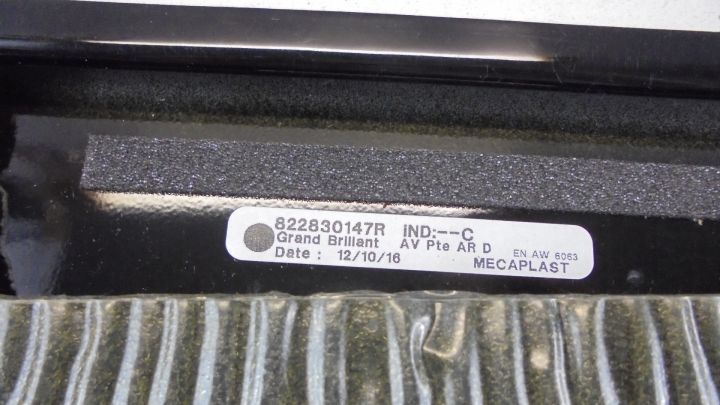 822830147R IND:--C
Grand Brillant AV Pte AR D
EN AW 6063
Date : 12/10/16 MECAPLAST